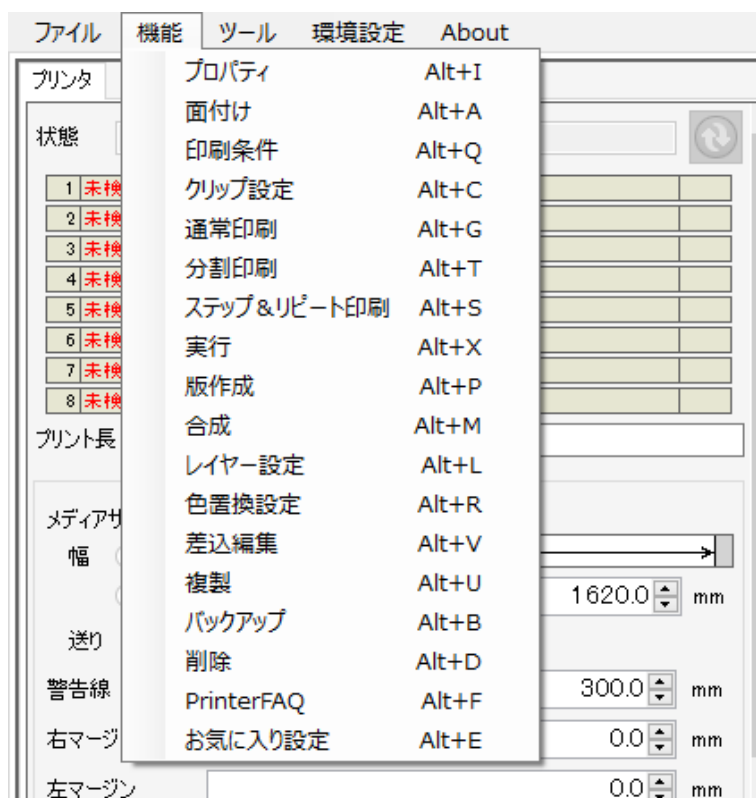 ファイル 機能 ツール 環境設定 About
プリンタ
プロパティ Alt+I
状態
面付け Alt+A
印刷条件 Alt+Q
1 未検
クリップ設定 Alt+C
2 未検
通常印刷 Alt+G
3 未検
分割印刷 Alt+T
4 未検
5 未検
ステップ&リピート印刷 Alt+S
6 未検
実行 Alt+X
7 未検
版作成 Alt+P
8 未検
合成 Alt+M
プリント長
レイヤー設定 Alt+L
色置換設定 Alt+R
メディアサ
差込編集 Alt+V
幅
複製 Alt+U
1620.0 mm
バックアップ Alt+B
送り
削除 Alt+D
警告線 300.0 mm
PrinterFAQ Alt+F
右マージ 0.0 mm
お気に入り設定 Alt+E
左マージン 0.0 mm